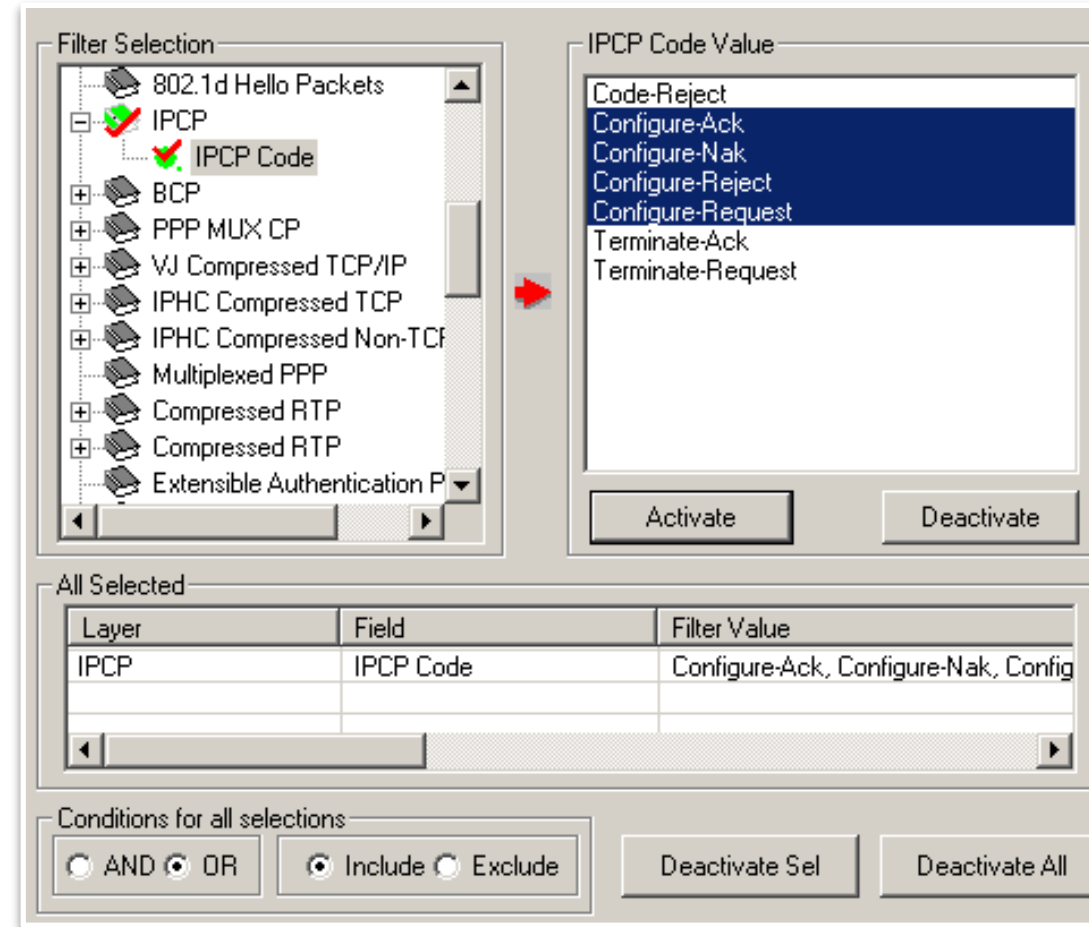 Filter Selection
802.1d Hello Packets
IPCP
IPCP Code
BCP
PPP MUX CP
VJ Compressed TCP/IP
IPHC Compressed TCP
IPHC Compressed Non-TCP
Multiplexed PPP
Compressed RTP
Compressed RTP
Extensible Authentication P
IPCP Code Value
Code-Reject
Configure-Ack
Configure-Nak
Configure-Reject
Configure-Request
Terminate-Ack
Terminate-Request
Activate Deactivate
All Selected
Layer Field Filter Value
IPCP IPCP Code Configure-Ack, Configure-Nak, Config
Conditions for all selections
AND OR Include Exclude Deactivate Sel Deactivate All